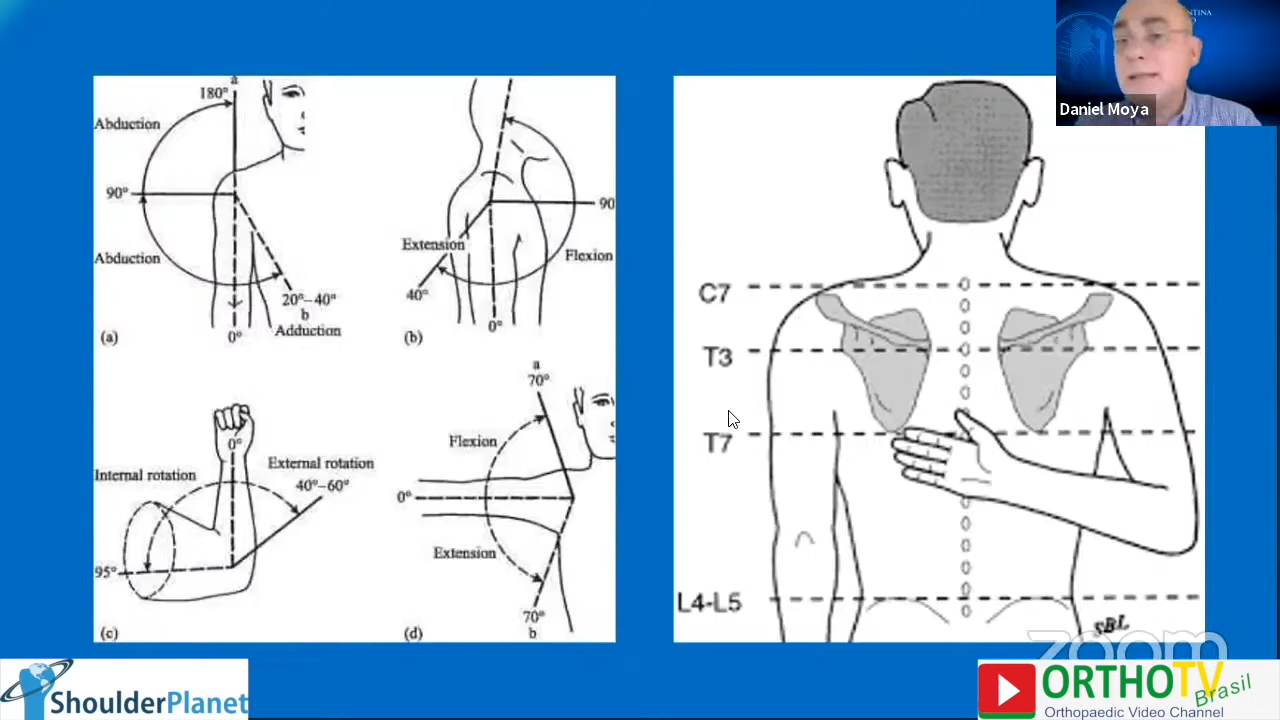 NTINA
Daniel Moya
a
180°
Abduction
90°
Abduction
20°–40°
b
Adduction
0°
(a)
90
Extension
Flexion
40°
0°
(b)
0°
Internal rotation
External rotation
40°–60°
95°
(c)
a
70°
Flexion
0°
Extension
70°
b
(d)
C7
T3
T7
L4-L5
SBL
zoom
ShoulderPlanet
ORTHOTV
Brasil
Orthopaedic Video Channel